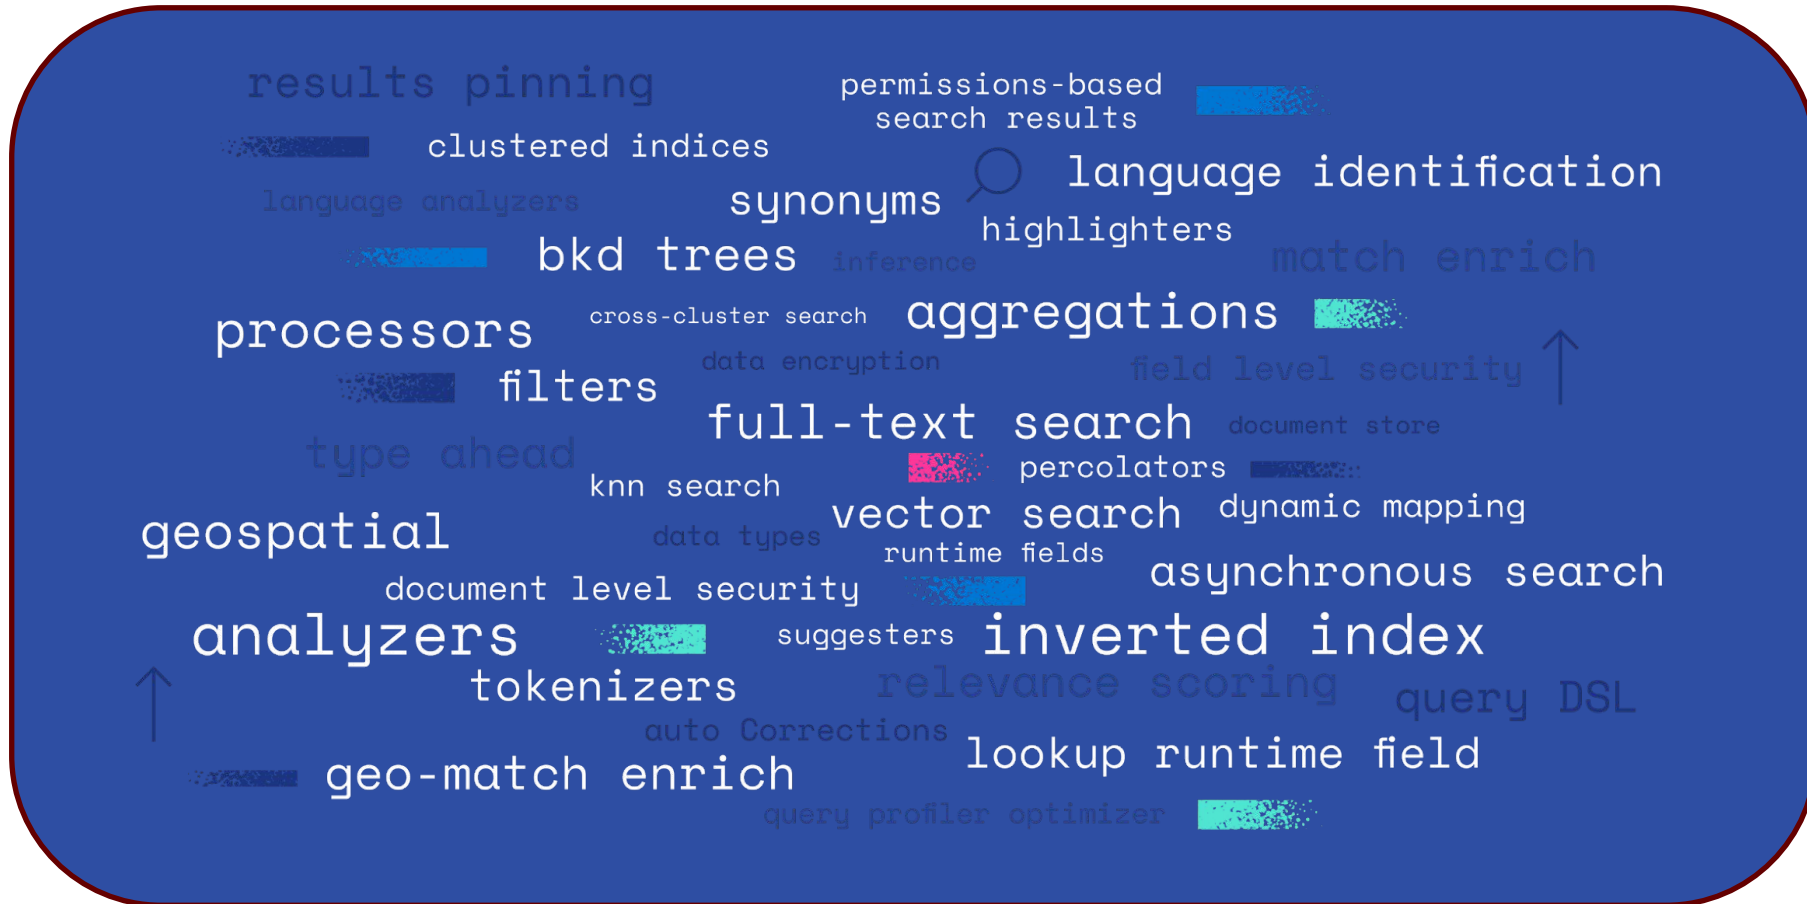 results pinning
permissions-based
search results
clustered indices
language identification
language analyzers
synonyms
highlighters
bkd trees
inference
match enrich
processors
cross-cluster search
aggregations
data encryption
field level security
filters
full-text search
document store
type ahead
percolators
knn search
vector search
dynamic mapping
geospatial
data types
runtime fields
asynchronous search
document level security
analyzers
suggesters
inverted index
tokenizers
relevance scoring
query DSL
auto Corrections
lookup runtime field
geo-match enrich
query profiler optimizer